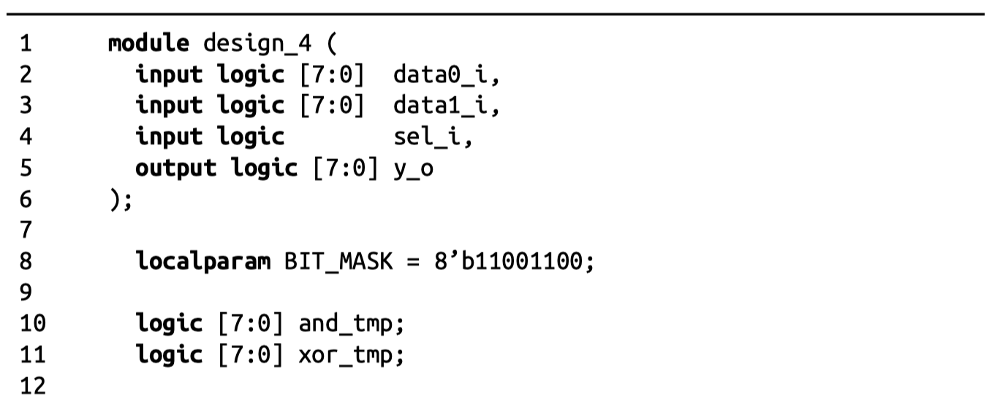 1 module design_4 (
2 input logic [7:0] data0_i,
3 input logic [7:0] data1_i,
4 input logic sel_i,
5 output logic [7:0] y_o
6 );
7
8 localparam BIT_MASK = 8’b11001100;
9
10 logic [7:0] and_tmp;
11 logic [7:0] xor_tmp;
12